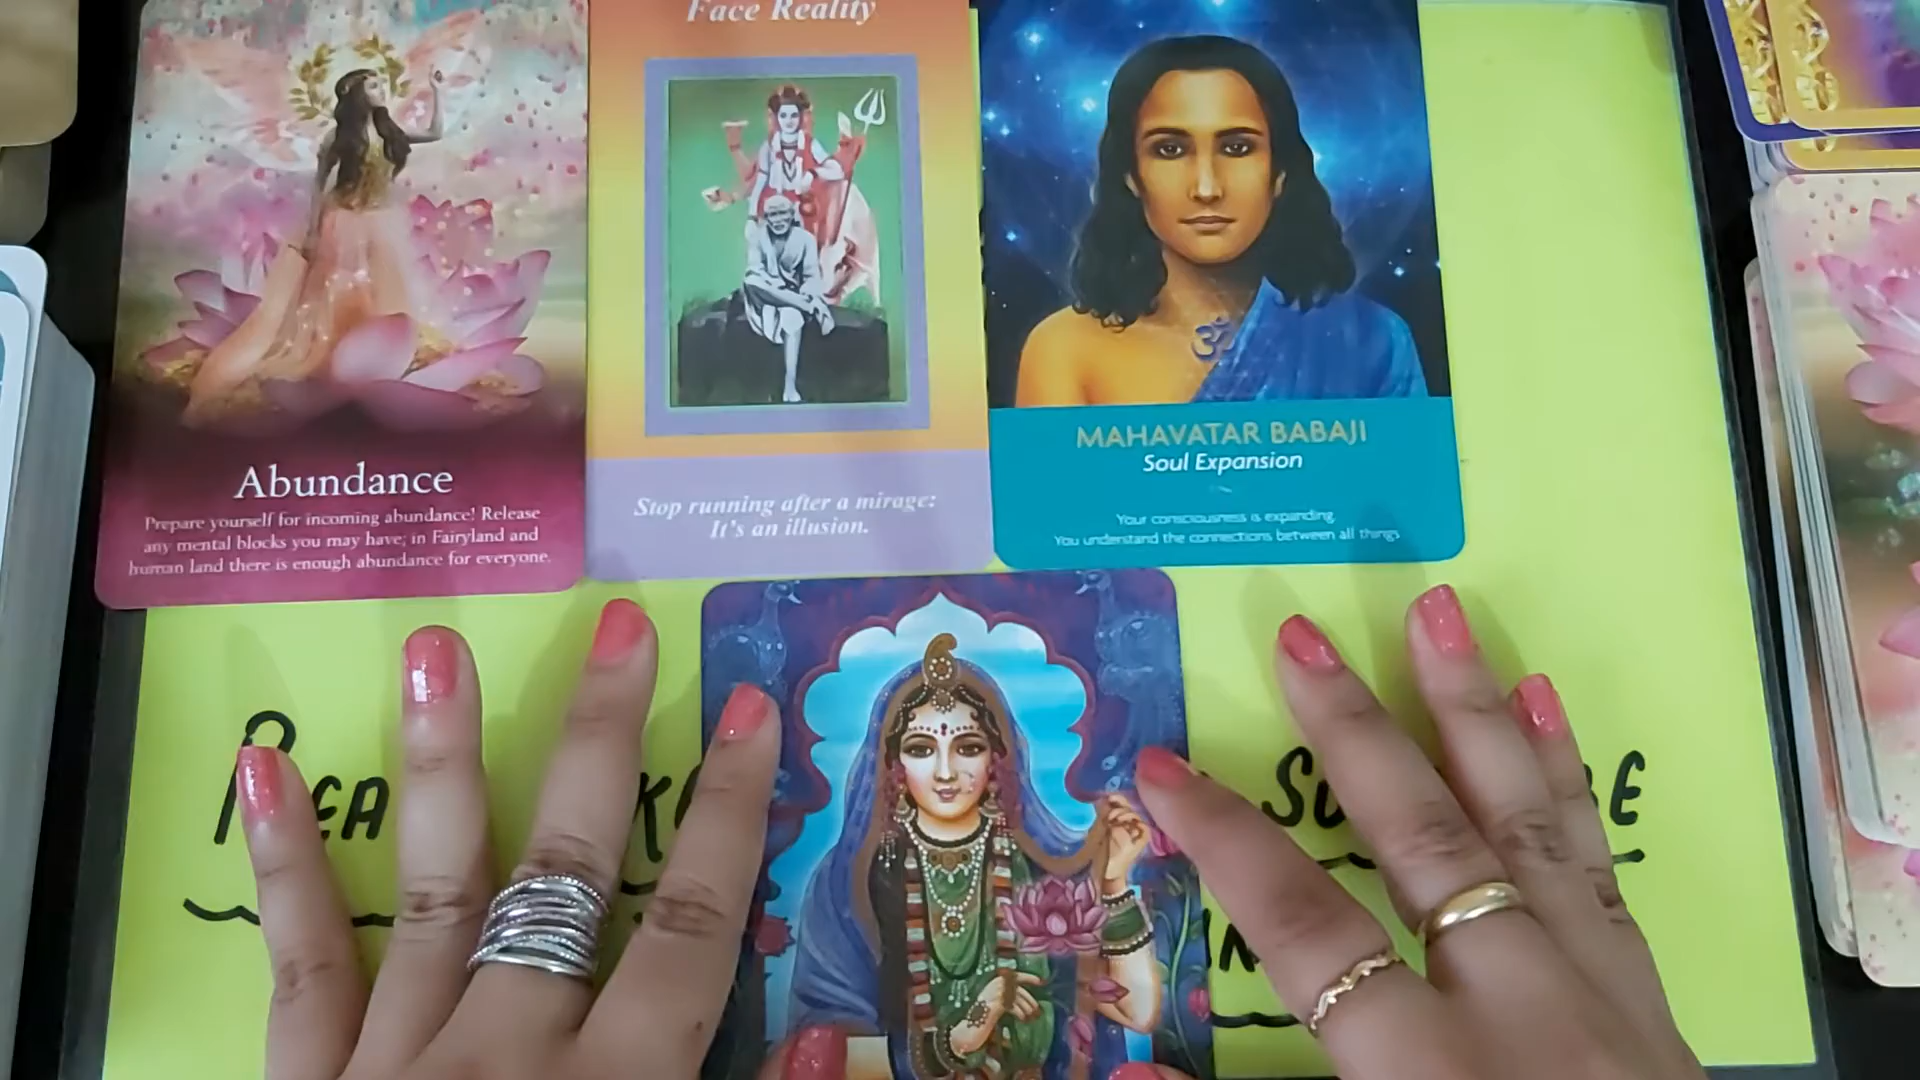 Face Reality
Abundance
Prepare yourself for incoming abundance! Release
any mental blocks you may have; in Fairyland and
human land there is enough abundance for everyone.
Stop running after a mirage:
It's an illusion.
ॐ
MAHAVATAR BABAJI
Soul Expansion
Your consciousness is expanding.
You understand the connections between all things